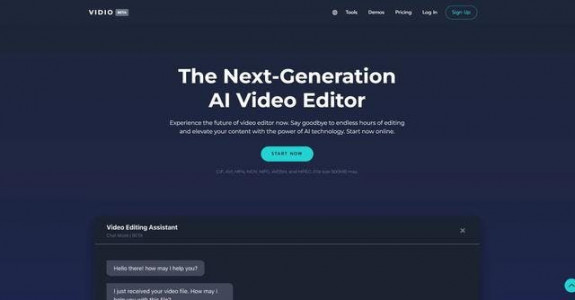 VIDIO BETA
Tools Demos Pricing Log In Sign Up
The Next-Generation
AI Video Editor
Experience the future of video editor now. Say goodbye to endless hours of editing
and elevate your content with the power of AI technology. Start now online.
START NOW
Video Editing Assistant
Hello there! how may I help you?
I just received your video file. How may I
help you with this file?